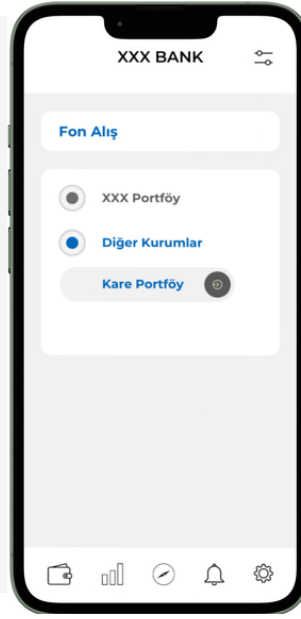 XXX BANK
Fon Alış
XXX Portföy
Diğer Kurumlar
Kare Portföy